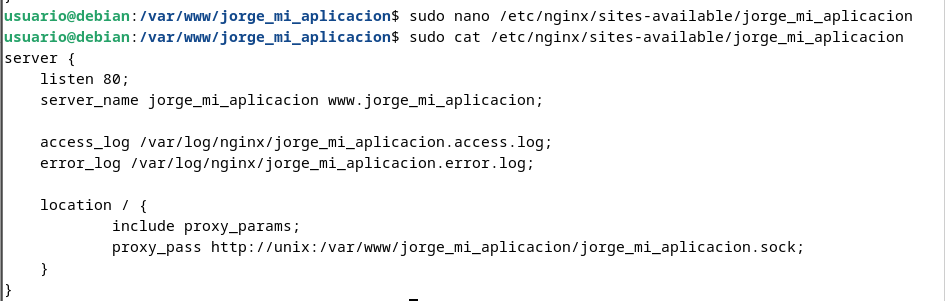 usuario@debian:/var/www/jorge_mi_aplicacion$ sudo nano /etc/nginx/sites-available/jorge_mi_aplicacion
usuario@debian:/var/www/jorge_mi_aplicacion$ sudo cat /etc/nginx/sites-available/jorge_mi_aplicacion
server {
    listen 80;
    server_name jorge_mi_aplicacion www.jorge_mi_aplicacion;

    access_log /var/log/nginx/jorge_mi_aplicacion.access.log;
    error_log /var/log/nginx/jorge_mi_aplicacion.error.log;

    location / {
            include proxy_params;
            proxy_pass http://unix:/var/www/jorge_mi_aplicacion/jorge_mi_aplicacion.sock;
    }
}